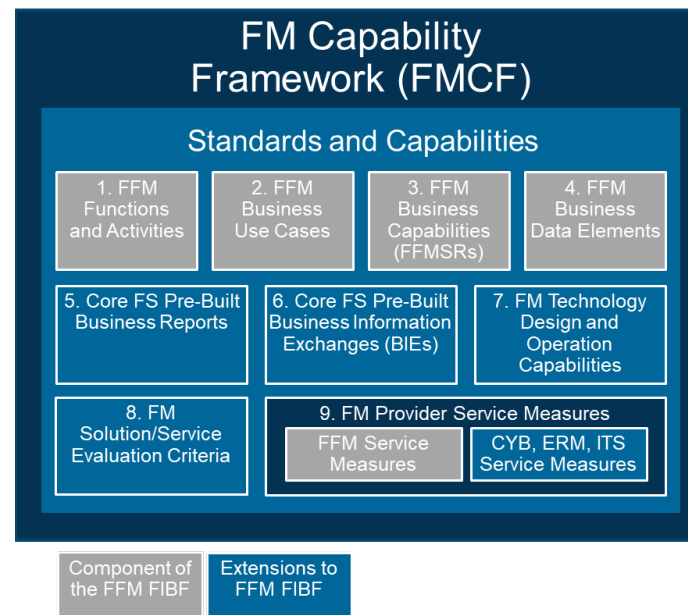 FM Capability
Framework (FMCF)
Standards and Capabilities
1. FFM
Functions
and Activities
2. FFM
Business
Use Cases
3. FFM
Business
Capabilities
(FFMSRs)
4. FFM
Business
Data Elements
5. Core FS Pre-Built
Business Reports
6. Core FS Pre-Built
Business Information
Exchanges (BIEs)
7. FM Technology
Design and
Operation
Capabilities
8. FM
Solution/Service
Evaluation Criteria
9. FM Provider Service Measures
FFM Service
Measures
CYB, ERM, ITS
Service Measures
Component of
the FFM FIBF
Extensions to
FFM FIBF